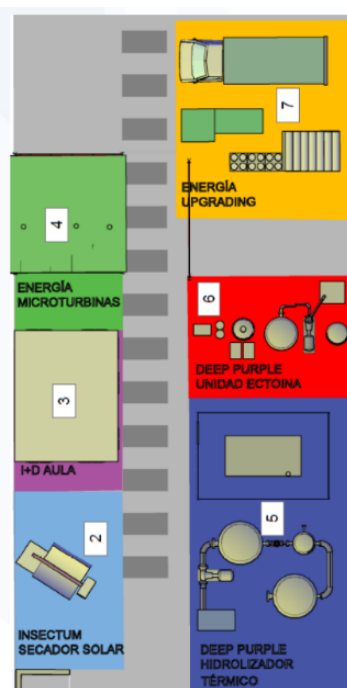 7
ENERGÍA
UPGRADING
4
ENERGÍA
MICROTURBINAS
6
DEEP PURPLE
UNIDAD ECTOINA
3
I+D AULA
5
DEEP PURPLE
HIDROLIZADOR
TÉRMICO
2
INSECTUM
SECADOR SOLAR